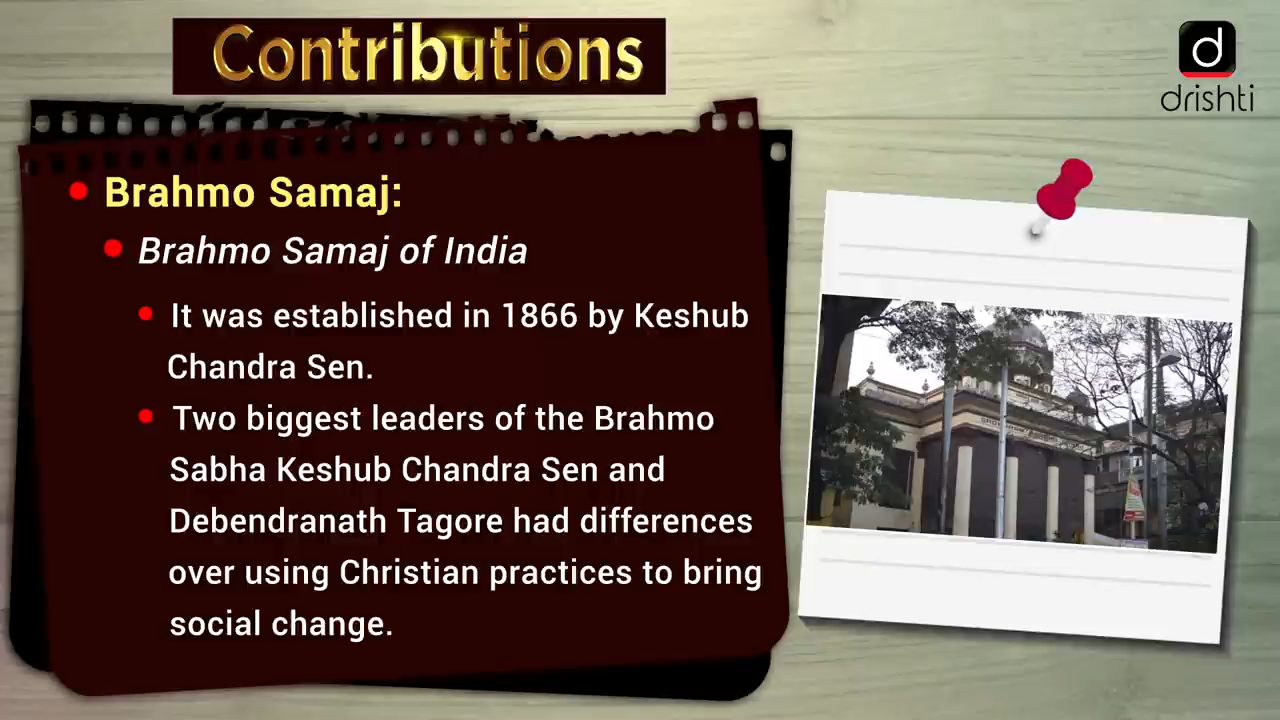 Contributions
d
drishti
Brahmo Samaj:
Brahmo Samaj of India
It was established in 1866 by Keshub
Chandra Sen.
Two biggest leaders of the Brahmo
Sabha Keshub Chandra Sen and
Debendranath Tagore had differences
over using Christian practices to bring
social change.